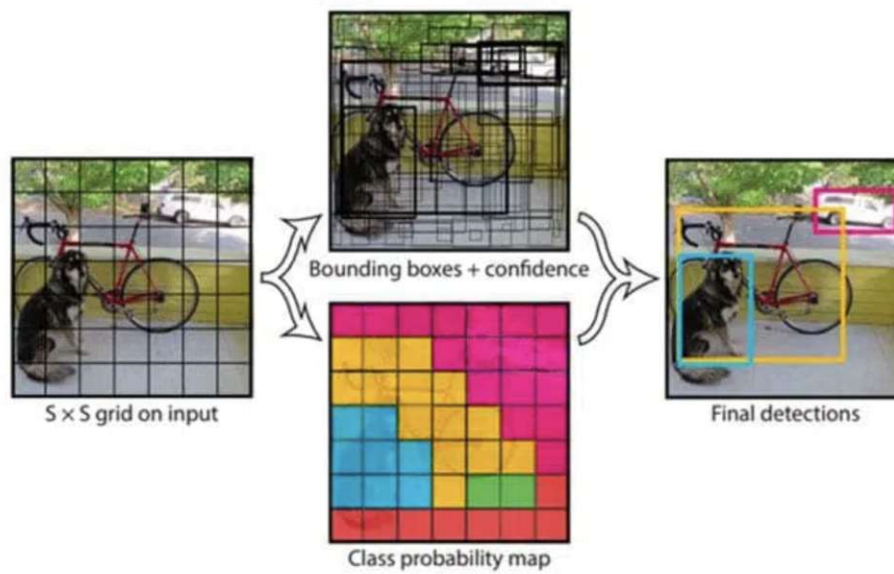 Bounding boxes + confidence
S × S grid on input
Final detections
Class probability map